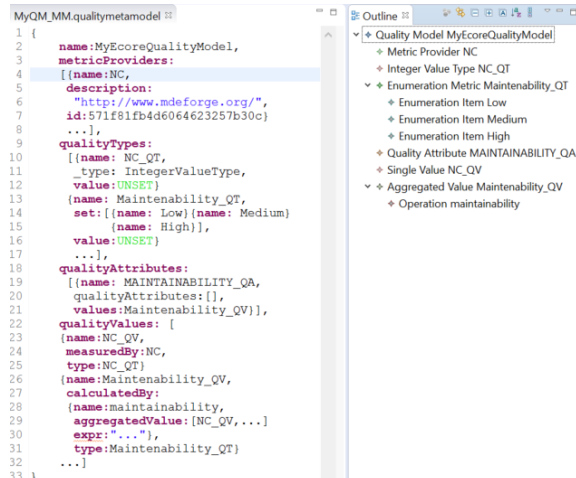 MyQM_MM.qualitymetamodel
1 {
2 name:MyEcoreQualityModel,
3 metricProviders:
4 [{name:NC,
5 description:
6 "http://www.mdeforge.org/",
7 id:571f81fb4d6064623257b30c}
8 ...],
9 qualityTypes:
10 [{name: NC_QT,
11 _type: IntegerValueType,
12 value:UNSET}
13 {name: Maintenability_QT,
14 set:[{name: Low}{name: Medium}
15 {name: High}],
16 value:UNSET}
17 ...],
18 qualityAttributes:
19 [{name: MAINTAINABILITY_QA,
20 qualityAttributes:[],
21 values:Maintenability_QV}],
22 qualityValues: [
23 {name:NC_QV,
24 measuredBy:NC,
25 type:NC_QT}
26 {name:Maintenability_QV,
27 calculatedBy:
28 {name:maintainability,
29 aggregatedValue:[NC_QV,...]
30 expr:"..."},
31 type:Maintenability_QT}
32 ...]
33 }
Outline
Quality Model MyEcoreQualityModel
Metric Provider NC
Integer Value Type NC_QT
Enumeration Metric Maintenability_QT
Enumeration Item Low
Enumeration Item Medium
Enumeration Item High
Quality Attribute MAINTAINABILITY_QA
Single Value NC_QV
Aggregated Value Maintenability_QV
Operation maintainability